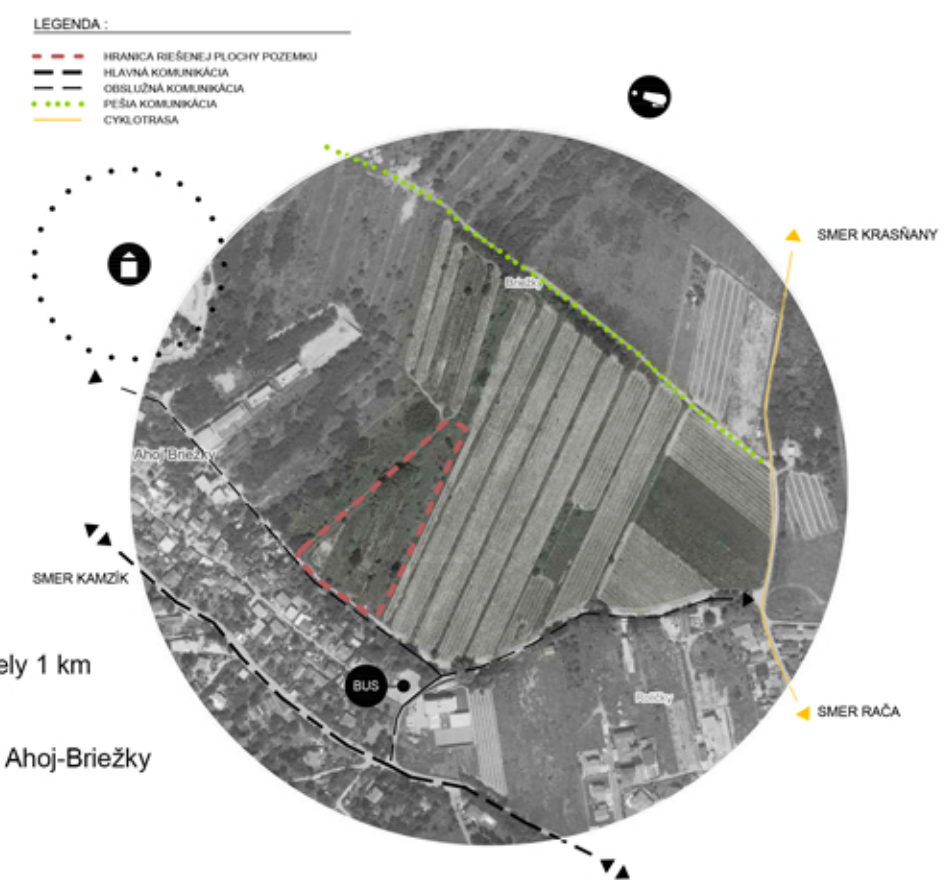 LEGENDA :
HRANICA RIEŠENEJ PLOCHY POZEMKU
HLAVNÁ KOMUNIKÁCIA
OBSLUŽNÁ KOMUNIKÁCIA
PEŠIA KOMUNIKÁCIA
CYKLOTRASA
SMER KRASŇANY
Briežky
Ahoj-Briežky
SMER KAMZÍK
ely 1 km
BUS
SMER RAČA
Ahoj-Briežky